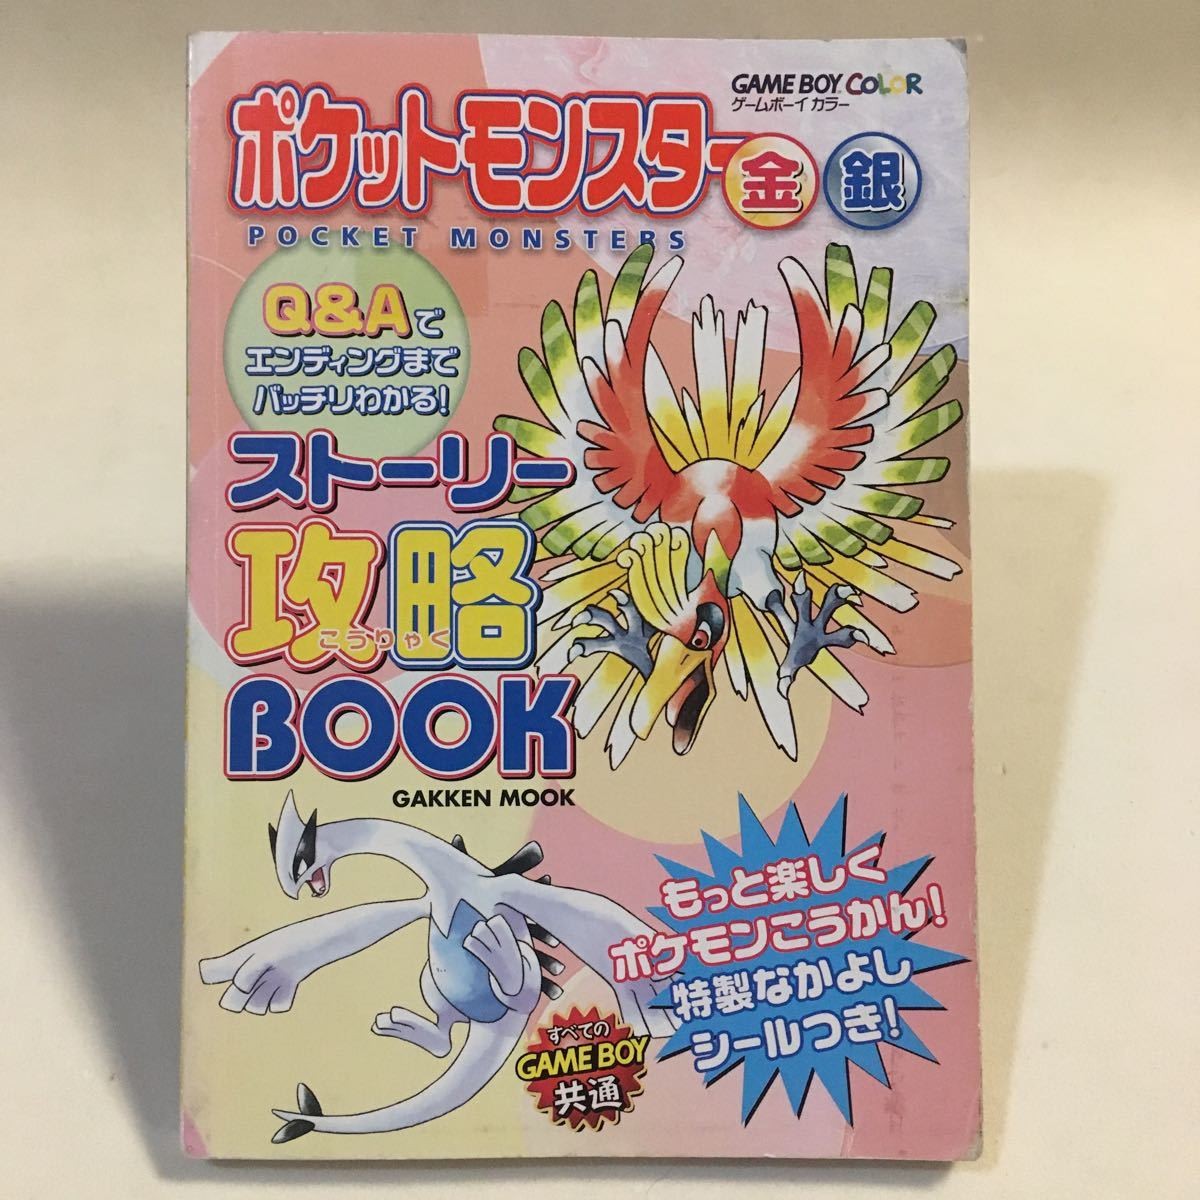 GAME BOY COLOR
ゲームボーイ カラー
ポケットモンスター 金 銀
POCKET MONSTERS
Q&Aで
エンディングまで
バッチリわかる!
ストーリー
攻略
こうりゃく
BOOK
GAKKEN MOOK
もっと楽しく
ポケモンこうかん!
特製なかよし
シールつき!
すべての
GAME BOY
共通